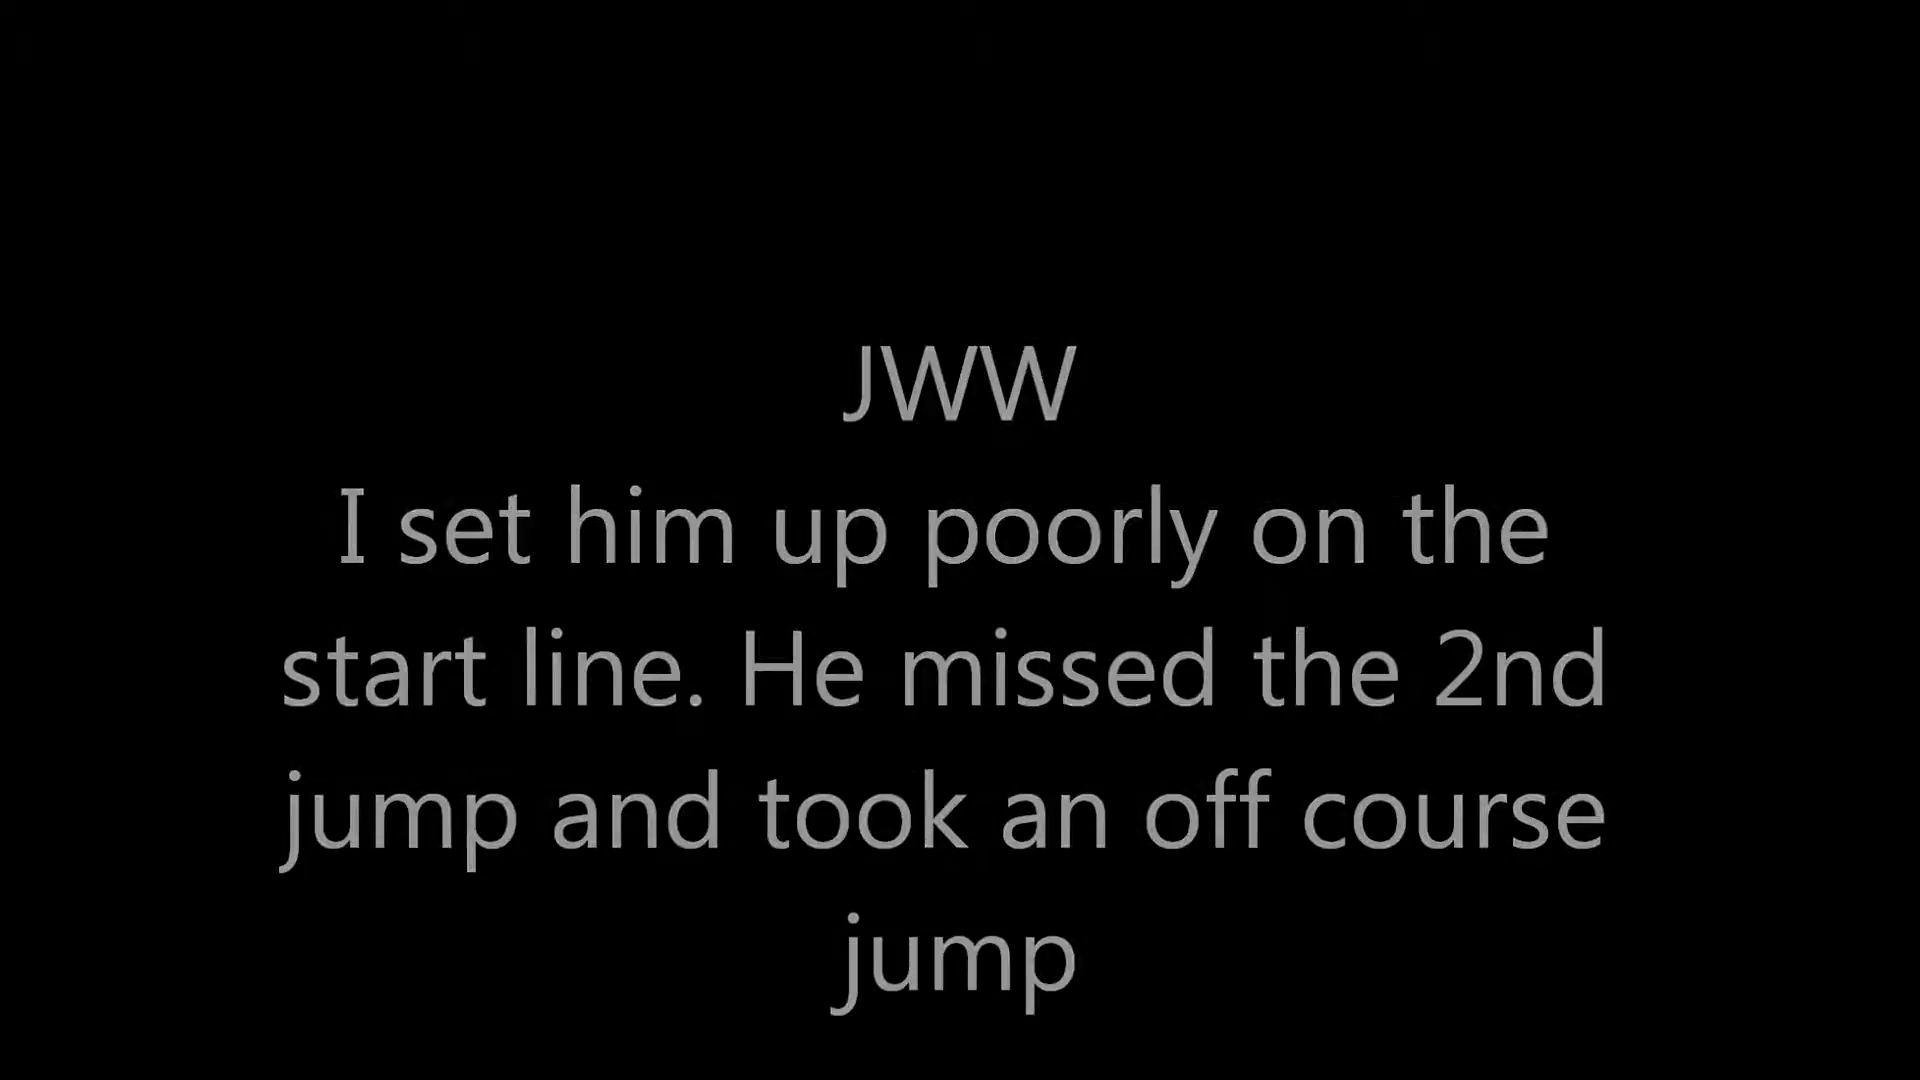 JWW
I set him up poorly on the
start line. He missed the 2nd
jump and took an off course
jump